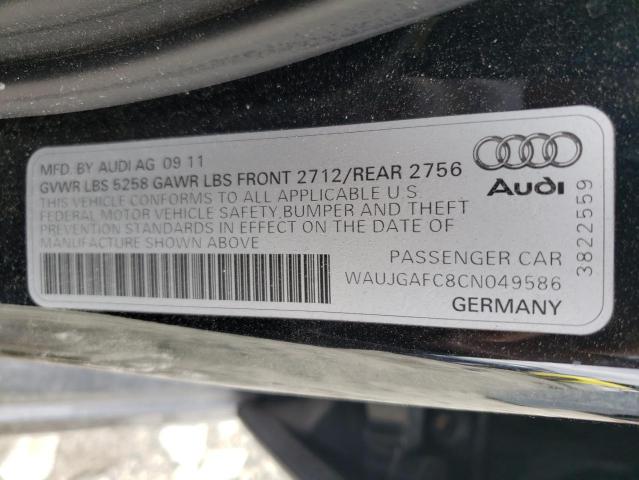 MFD. BY AUDI AG 09 11
GVWR LBS 5258 GAWR LBS FRONT 2712/REAR 2756
THIS VEHICLE CONFORMS TO ALL APPLICABLE U S
FEDERAL MOTOR VEHICLE SAFETY, BUMPER AND THEFT
PREVENTION STANDARDS IN EFFECT ON THE DATE OF
MANUFACTURE SHOWN ABOVE
PASSENGER CAR
WAUJGAFC8CN049586
GERMANY
Audi
3822559